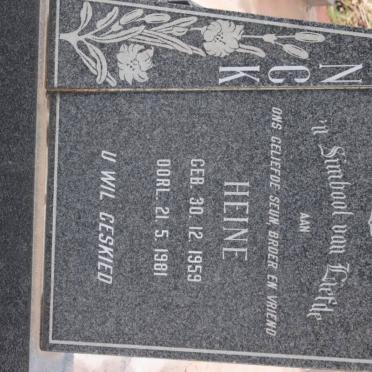 N
C
K
'n Simbool van Liefde
AAN
ONS GELIEFDE SEUN BROER EN VRIEND
HEINE
GEB. 30. 12. 1959
OORL. 21. 5. 1981
U WIL GESKIED